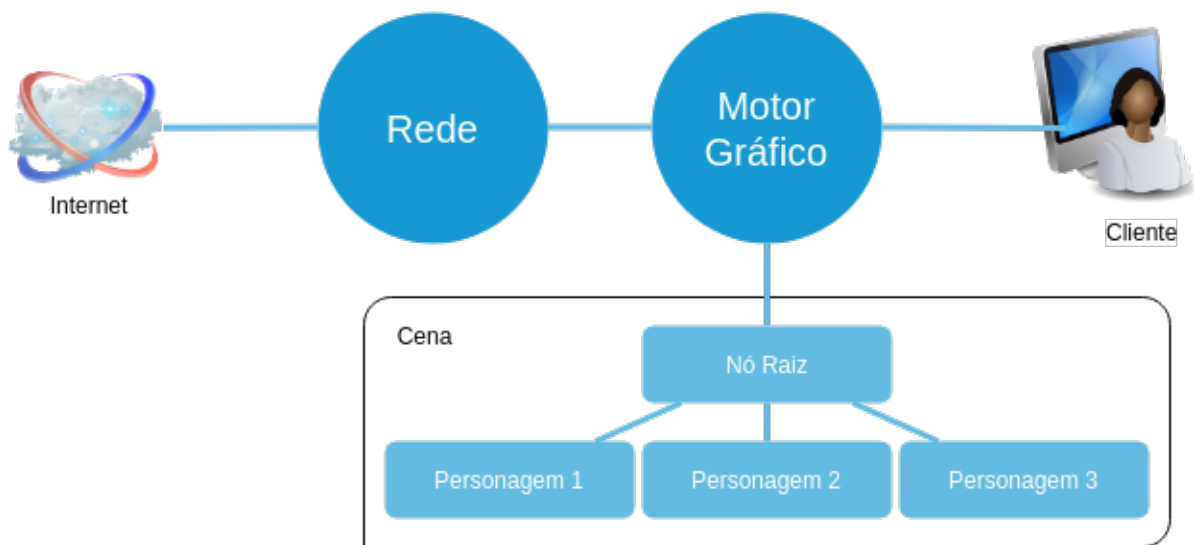 Internet
Rede
Motor
Gráfico
Cliente
Cena
Nó Raiz
Personagem 1
Personagem 2
Personagem 3